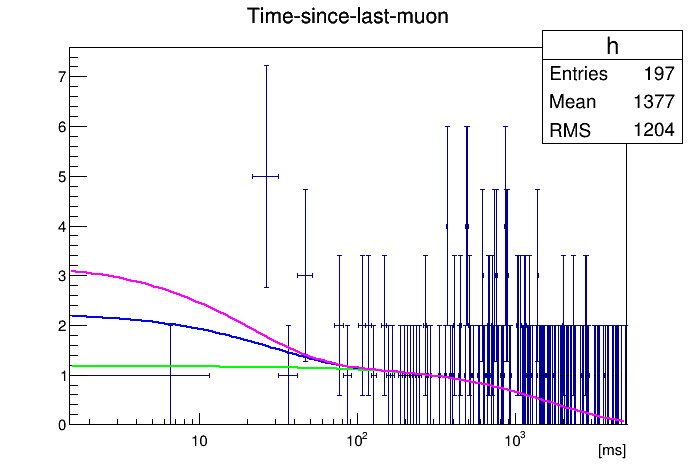 Time-since-last-muon
h
Entries 197
Mean 1377
RMS 1204
7
6
5
4
3
2
1
0
10 10² 10³
[ms]